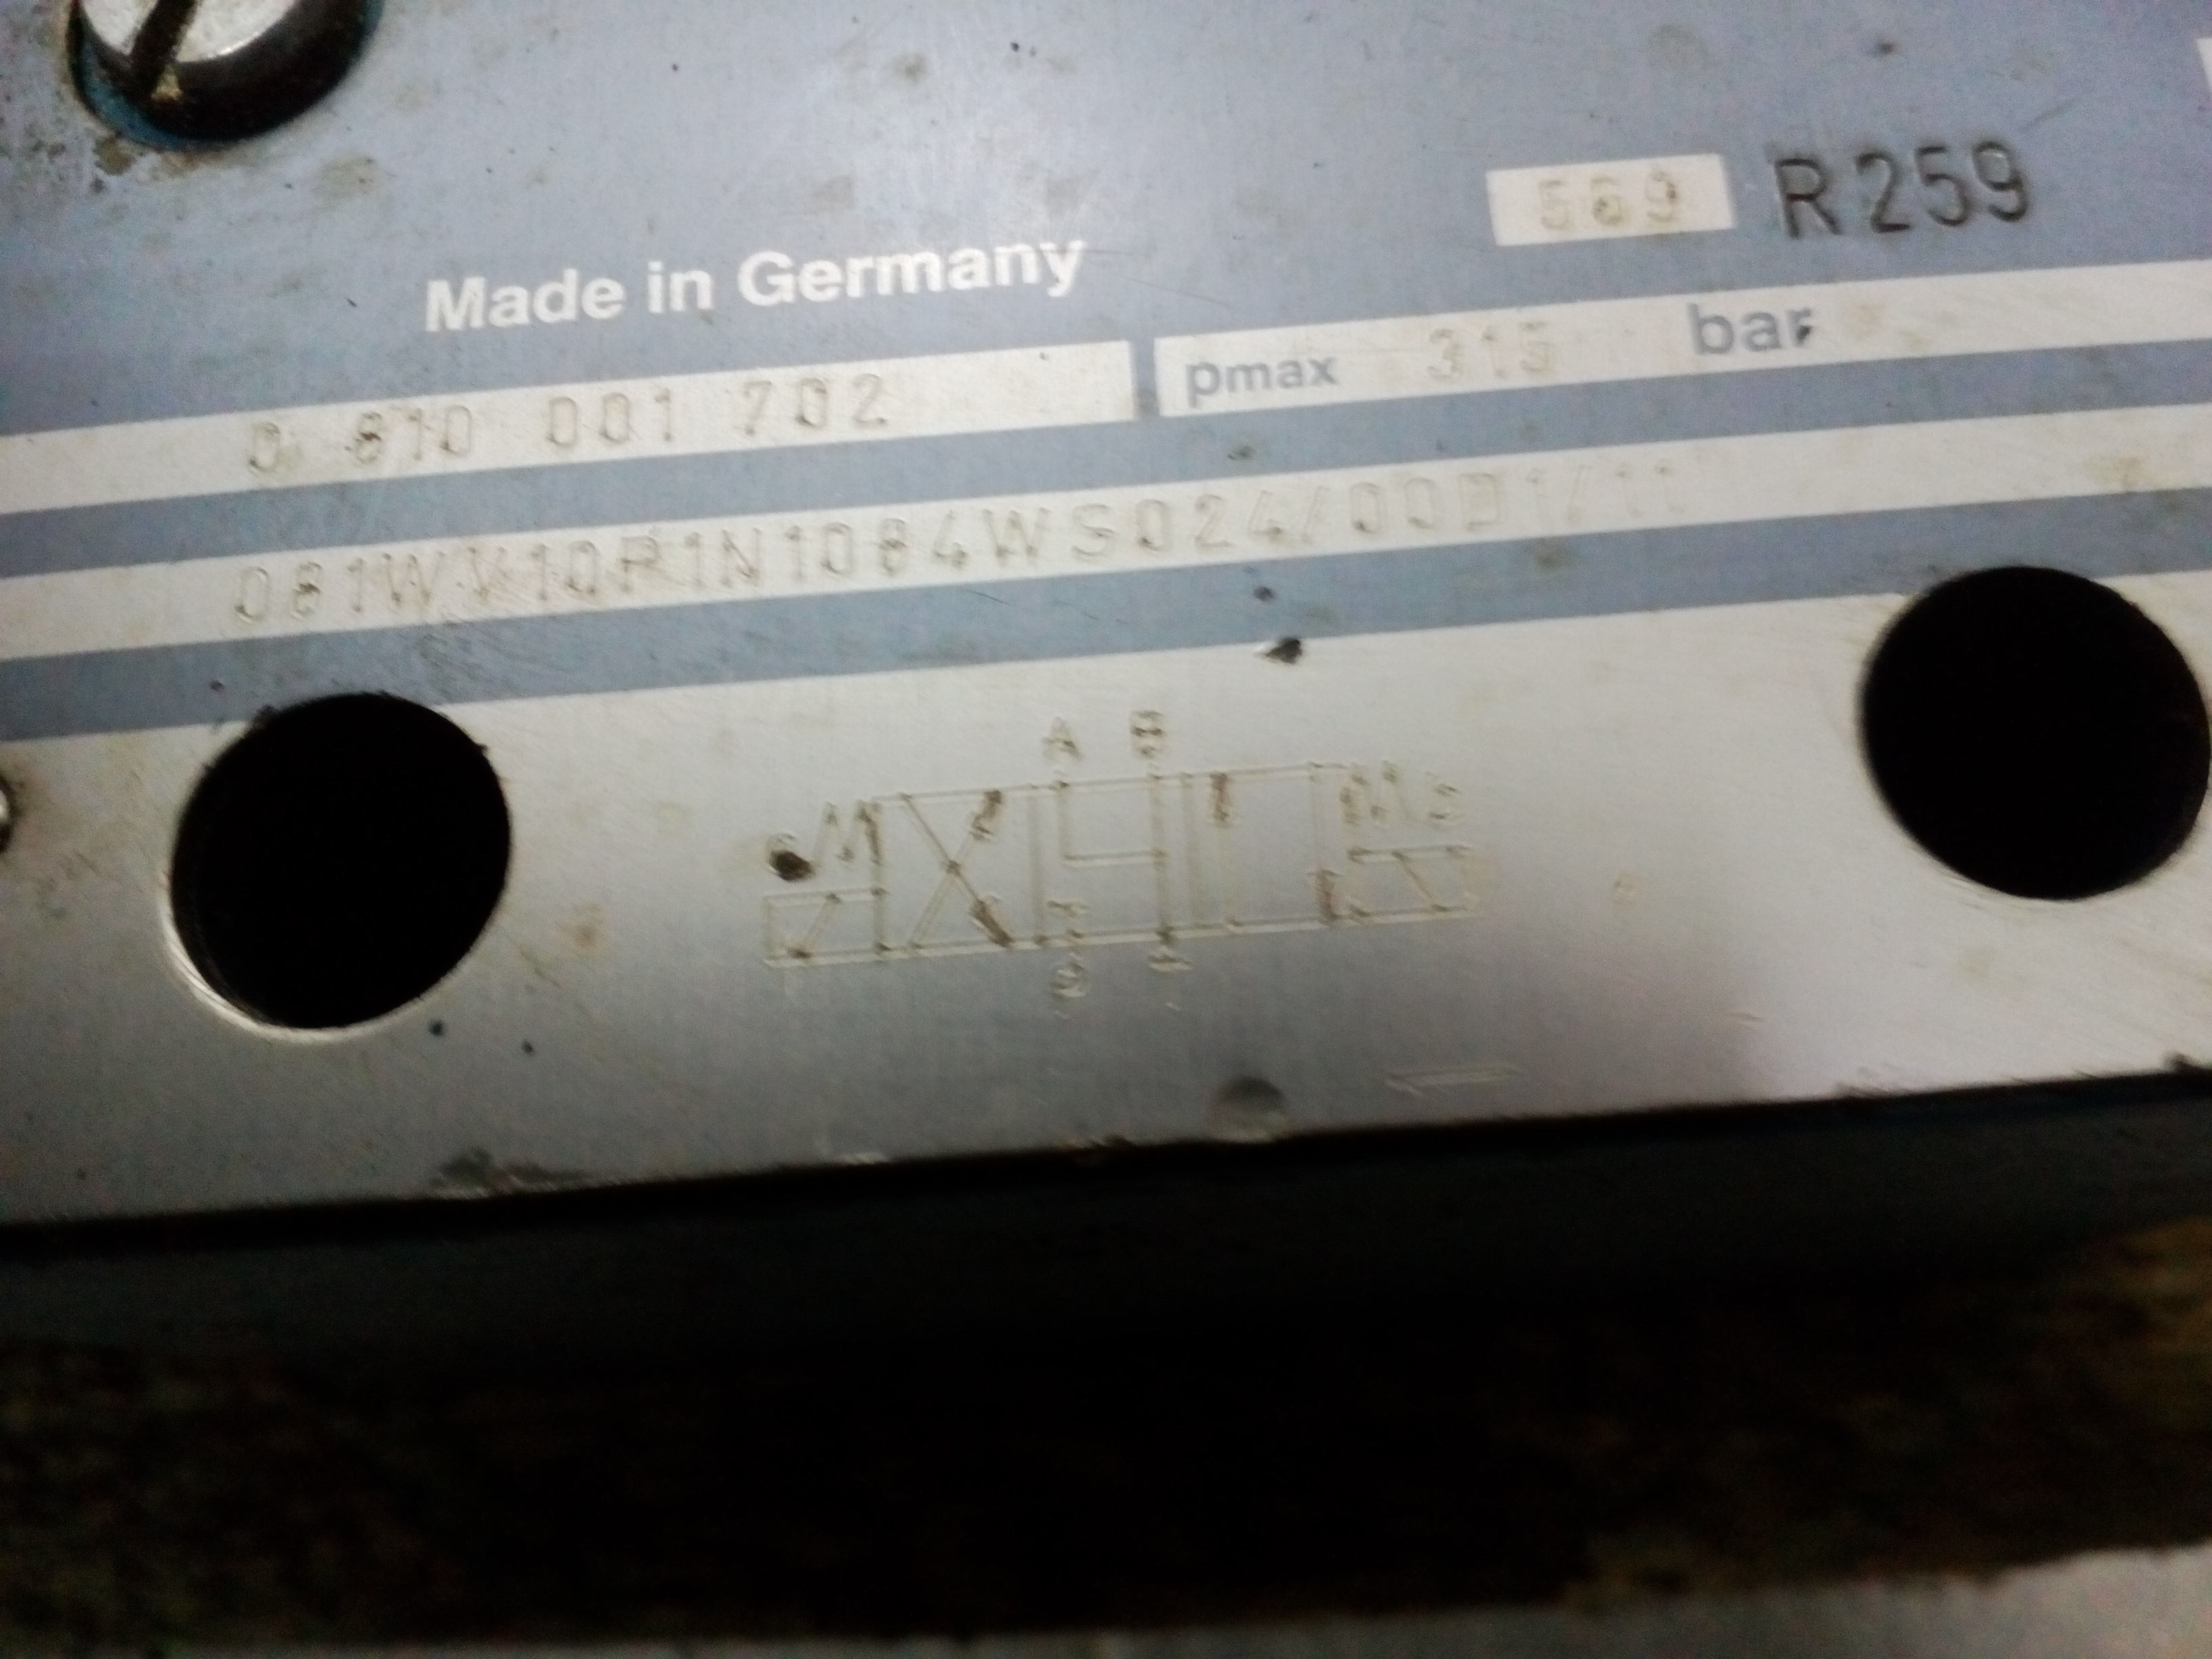 569 R259
Made in Germany
0 810 001 702
pmax 315 bar
081WV10P1N1084WS024/00D1/11
A B